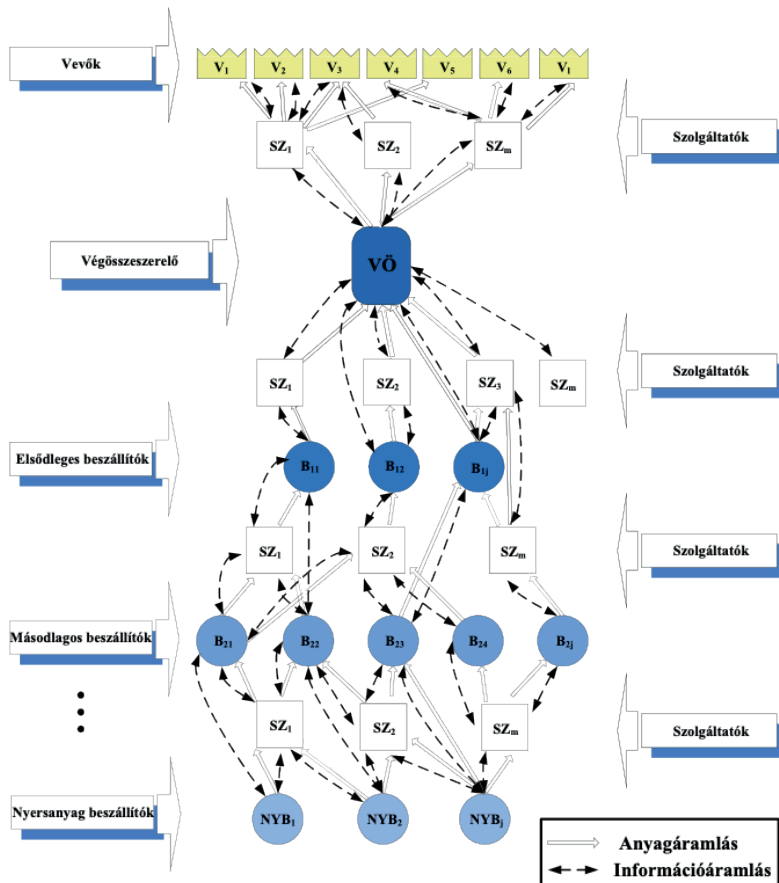 Vevők
V1 V2 V3 V4 V5 V6 V1
SZ1 SZ2 SZm
Szolgáltatók
Végösszeszerelő
VÖ
SZ1 SZ2 SZ3 SZm
Szolgáltatók
Elsődleges beszállítók
B11 B12 B1j
SZ1 SZ2 SZm
Szolgáltatók
Másodlagos beszállítók
B21 B22 B23 B24 B2j
SZ1 SZ2 SZm
Szolgáltatók
Nyersanyag beszállítók
NYB1 NYB2 NYBj
Anyagáramlás
Információáramlás